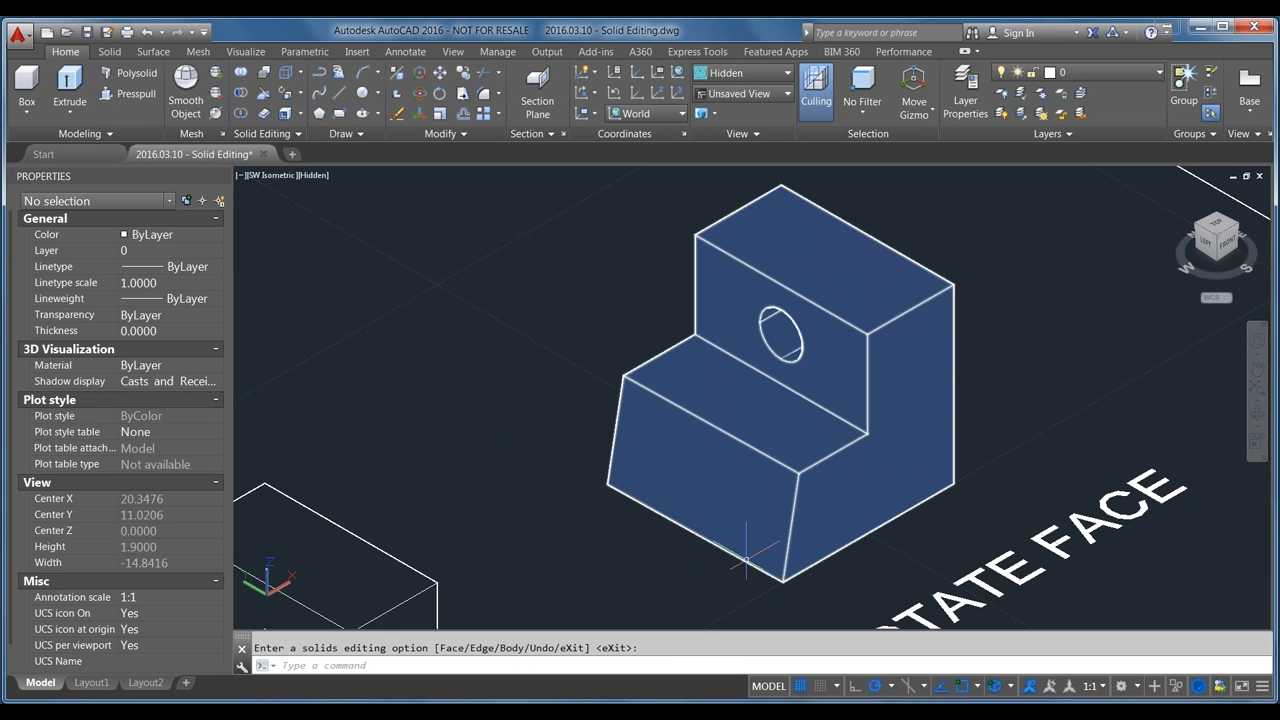 Autodesk AutoCAD 2016 - NOT FOR RESALE 2016.03.10 - Solid Editing.dwg
Type a keyword or phrase
Sign In
Home Solid Surface Mesh Visualize Parametric Insert Annotate View Manage Output Add-ins A360 Express Tools Featured Apps BIM 360 Performance
Box
Extrude
Polysolid
Presspull
Smooth Object
Section Plane
Hidden
Unsaved View
World
Culling
No Filter
Move Gizmo
Layer Properties
0
Group
Base
Modeling
Mesh
Solid Editing
Draw
Modify
Section
Coordinates
View
Selection
Layers
Groups
View
Start
2016.03.10 - Solid Editing*
PROPERTIES
No selection
General
Color ByLayer
Layer 0
Linetype ByLayer
Linetype scale 1.0000
Lineweight ByLayer
Transparency ByLayer
Thickness 0.0000
3D Visualization
Material ByLayer
Shadow display Casts and Recei...
Plot style
Plot style ByColor
Plot style table None
Plot table attach... Model
Plot table type Not available
View
Center X 20.3476
Center Y 11.0206
Center Z 0.0000
Height 1.9000
Width -14.8416
Misc
Annotation scale 1:1
UCS icon On Yes
UCS icon at origin Yes
UCS per viewport Yes
UCS Name
[−][SW Isometric][Hidden]
TOP
LEFT
FRONT
W
S
WCS
TATE FACE
Z
X
Enter a solids editing option [Face/Edge/Body/Undo/eXit] <eXit>:
Type a command
Model Layout1 Layout2
MODEL
1:1